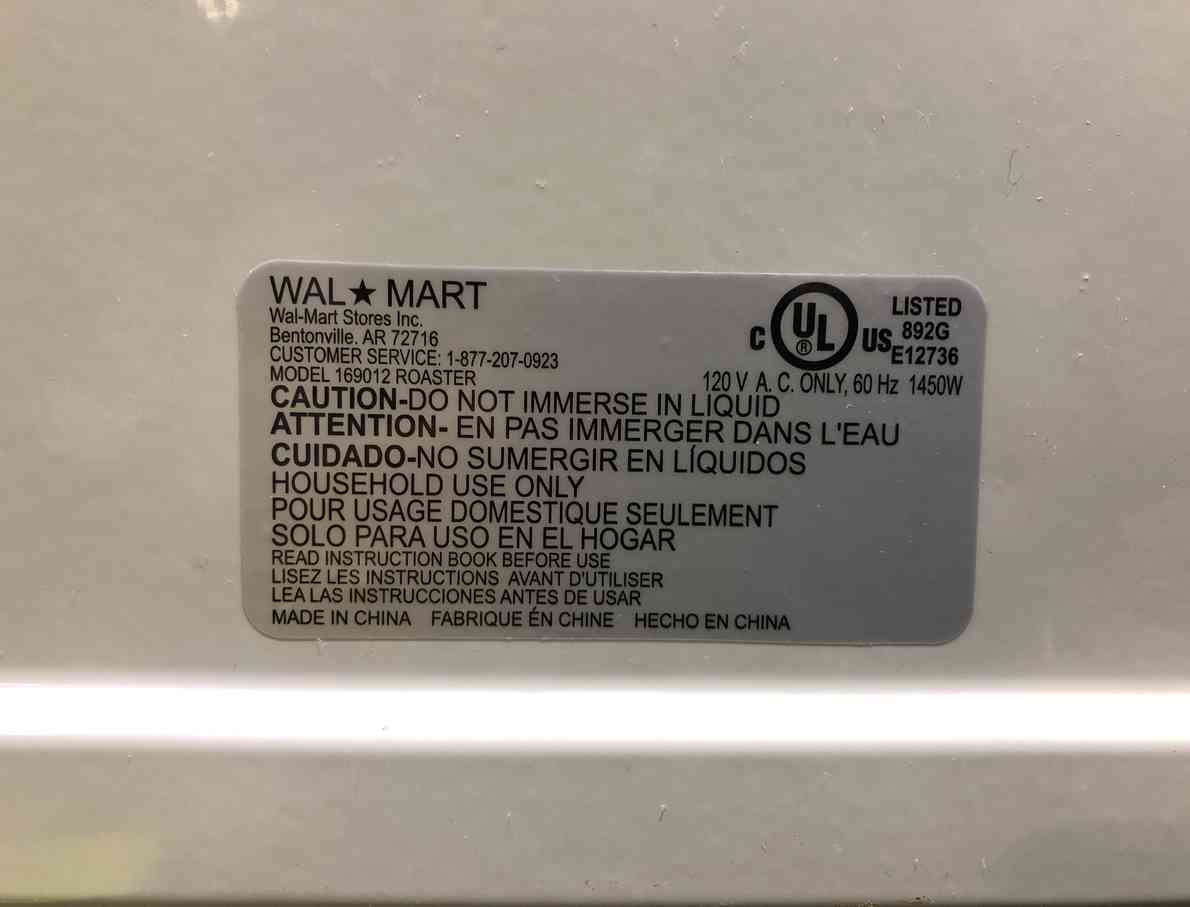 WAL★MART
Wal-Mart Stores Inc.
Bentonville. AR 72716
CUSTOMER SERVICE: 1-877-207-0923
MODEL 169012 ROASTER
C UL ® US
LISTED
892G
E12736
120 V A. C. ONLY, 60 Hz 1450W
CAUTION-DO NOT IMMERSE IN LIQUID
ATTENTION- EN PAS IMMERGER DANS L'EAU
CUIDADO-NO SUMERGIR EN LÍQUIDOS
HOUSEHOLD USE ONLY
POUR USAGE DOMESTIQUE SEULEMENT
SOLO PARA USO EN EL HOGAR
READ INSTRUCTION BOOK BEFORE USE
LISEZ LES INSTRUCTIONS AVANT D'UTILISER
LEA LAS INSTRUCCIONES ANTES DE USAR
MADE IN CHINA FABRIQUE ÉN CHINE HECHO EN CHINA